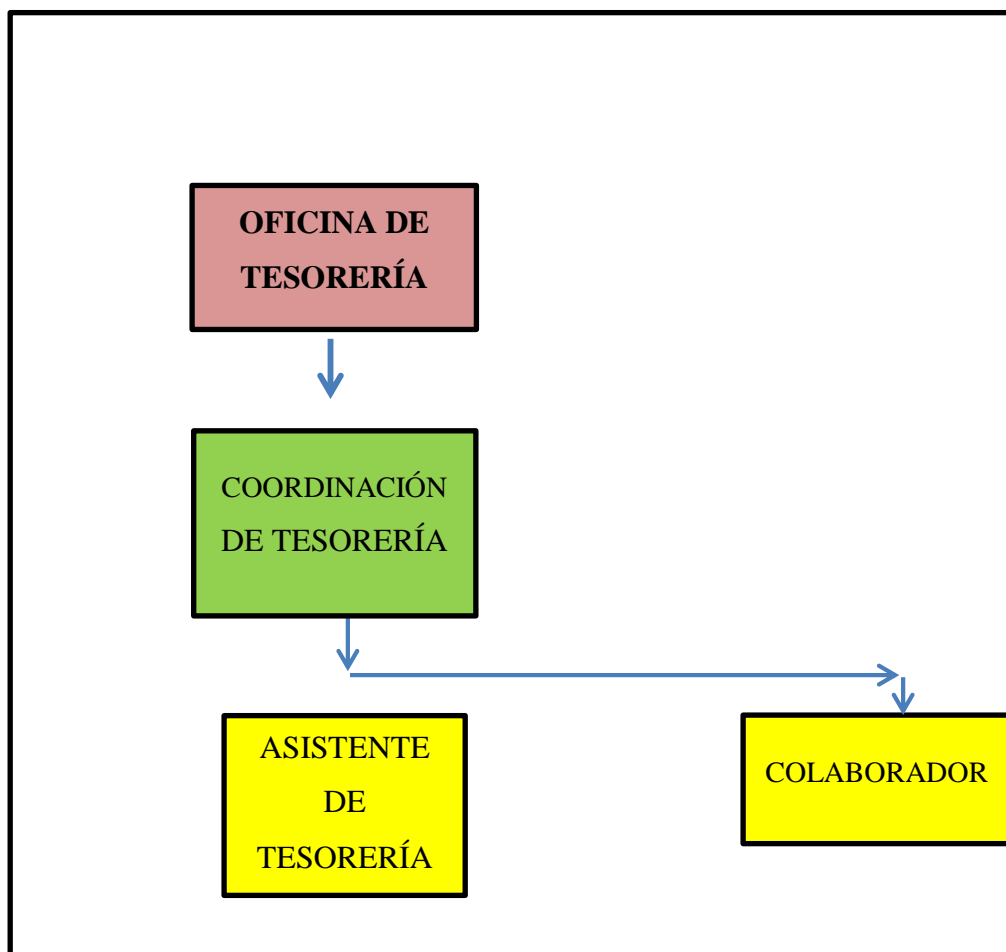 OFICINA DE
TESORERÍA
COORDINACIÓN
DE TESORERÍA
ASISTENTE
DE
TESORERÍA
COLABORADOR